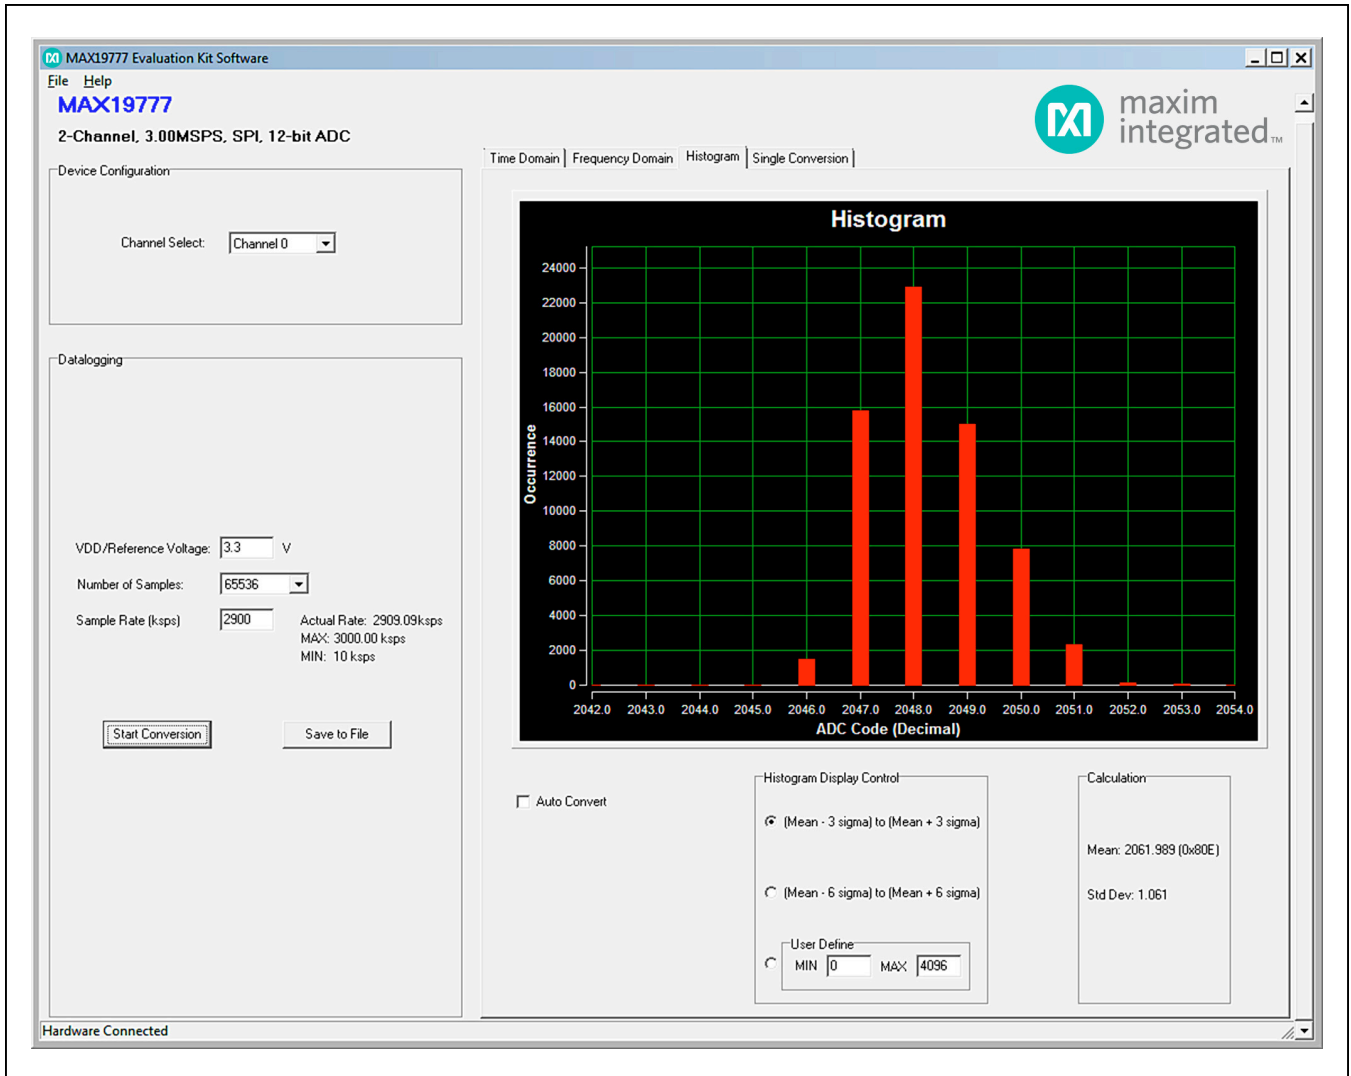 MAX19777 Evaluation Kit Software
File Help
MAX19777
2-Channel, 3.00MSPS, SPI, 12-bit ADC
maxim
integrated™
Device Configuration
Channel Select: Channel 0
Datalogging
VDD/Reference Voltage: 3.3 V
Number of Samples: 65536
Sample Rate (ksps) 2900 Actual Rate: 2909.09ksps
MAX: 3000.00 ksps
MIN: 10 ksps
Start Conversion Save to File
Time Domain Frequency Domain Histogram Single Conversion
Histogram
24000
22000
20000
18000
16000
14000
12000
10000
8000
6000
4000
2000
0
Occurrence
2042.0 2043.0 2044.0 2045.0 2046.0 2047.0 2048.0 2049.0 2050.0 2051.0 2052.0 2053.0 2054.0
ADC Code (Decimal)
Auto Convert
Histogram Display Control
(Mean - 3 sigma) to (Mean + 3 sigma)
(Mean - 6 sigma) to (Mean + 6 sigma)
User Define
MIN 0 MAX 4096
Calculation
Mean: 2061.989 (0x80E)
Std Dev: 1.061
Hardware Connected